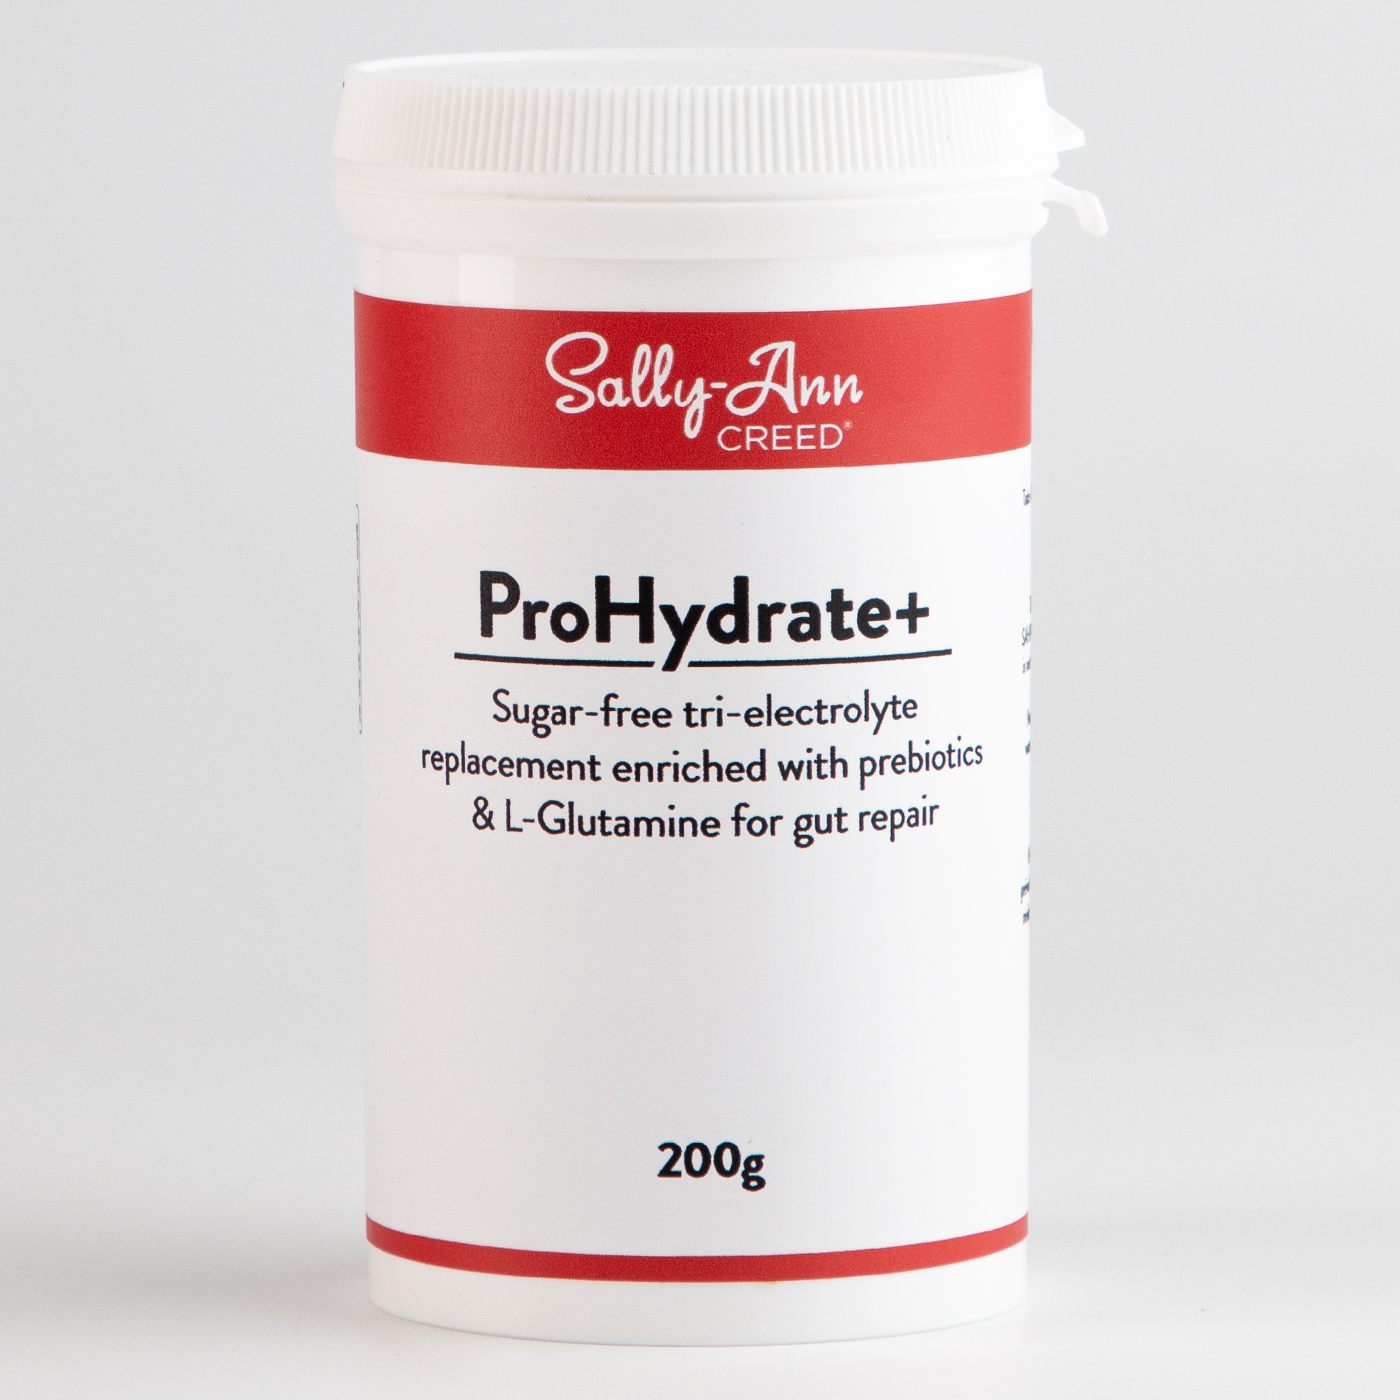 Sally-Ann
CREED®
ProHydrate+
Sugar-free tri-electrolyte
replacement enriched with prebiotics
& L-Glutamine for gut repair
200g